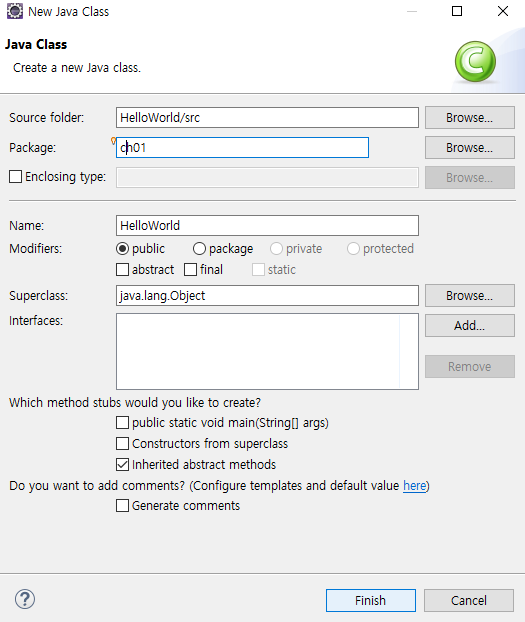 New Java Class
Java Class
Create a new Java class.
Source folder: HelloWorld/src Browse...
Package: ch01 Browse...
Enclosing type: Browse...
Name: HelloWorld
Modifiers: public package private protected
abstract final static
Superclass: java.lang.Object Browse...
Interfaces: Add...
Remove
Which method stubs would you like to create?
public static void main(String[] args)
Constructors from superclass
Inherited abstract methods
Do you want to add comments? (Configure templates and default value here)
Generate comments
Finish Cancel